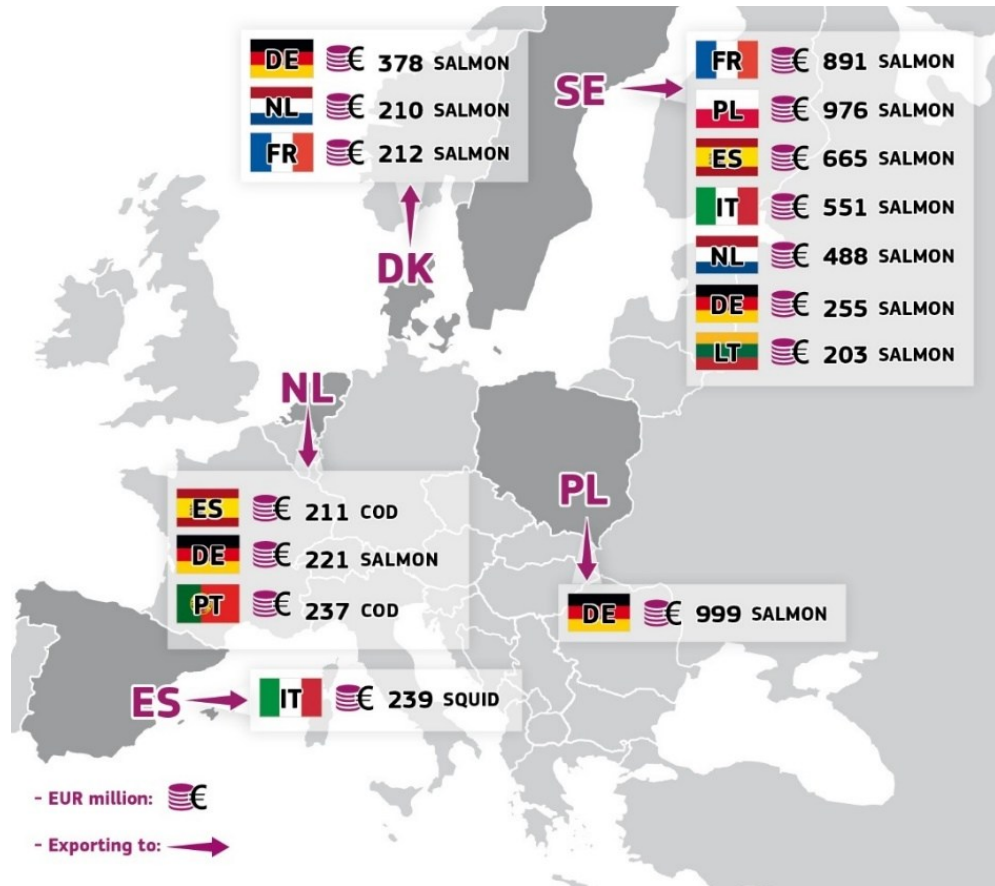 DE € 378 SALMON
NL € 210 SALMON
FR € 212 SALMON
DK
SE
FR € 891 SALMON
PL € 976 SALMON
ES € 665 SALMON
IT € 551 SALMON
NL € 488 SALMON
DE € 255 SALMON
LT € 203 SALMON
NL
ES € 211 COD
DE € 221 SALMON
PT € 237 COD
PL
DE € 999 SALMON
ES
IT € 239 SQUID
- EUR million: €
- Exporting to: